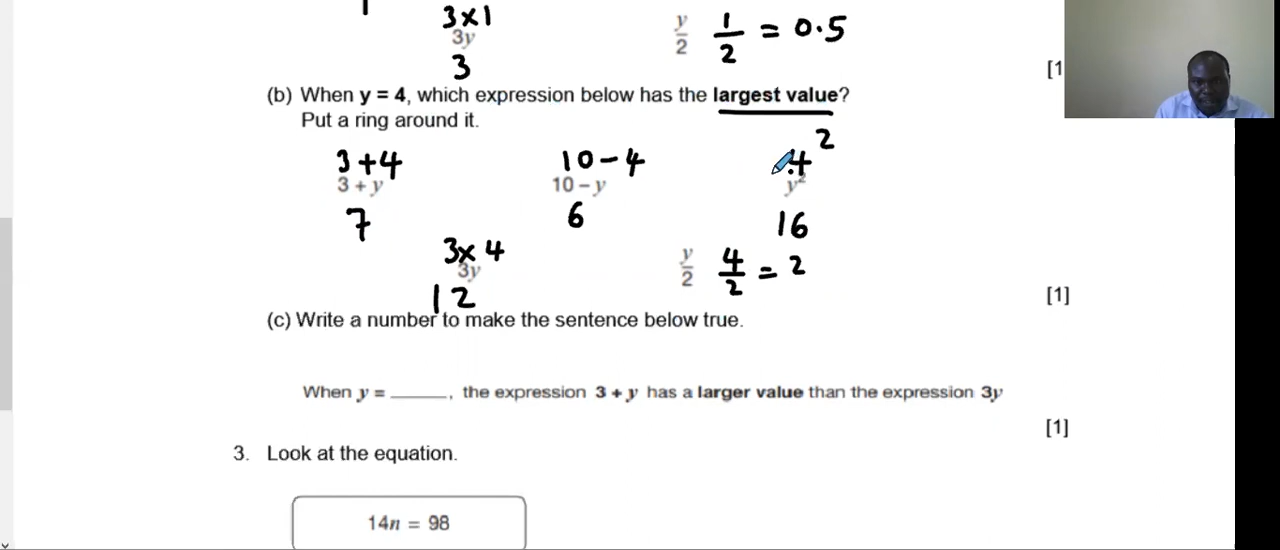 3×1
3y
3
y/2 1/2 = 0.5
[1
(b) When y = 4, which expression below has the largest value?
Put a ring around it.
3+4 10-4 4²
3 + y 10 – y y²
7 6 16
3×4
3y
12
y/2 4/2 = 2
[1]
(c) Write a number to make the sentence below true.
When y = ______, the expression 3 + y has a larger value than the expression 3y
[1]
3. Look at the equation.
14n = 98